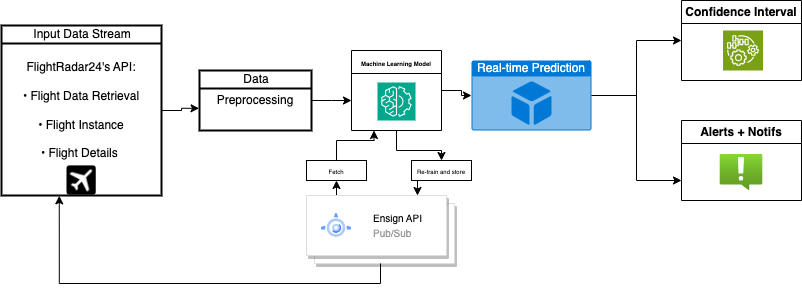 Input Data Stream
FlightRadar24's API:
• Flight Data Retrieval
• Flight Instance
• Flight Details
Data
Preprocessing
Machine Learning Model
Real-time Prediction
Confidence Interval
Alerts + Notifs
Fetch
Re-train and store
Ensign API
Pub/Sub